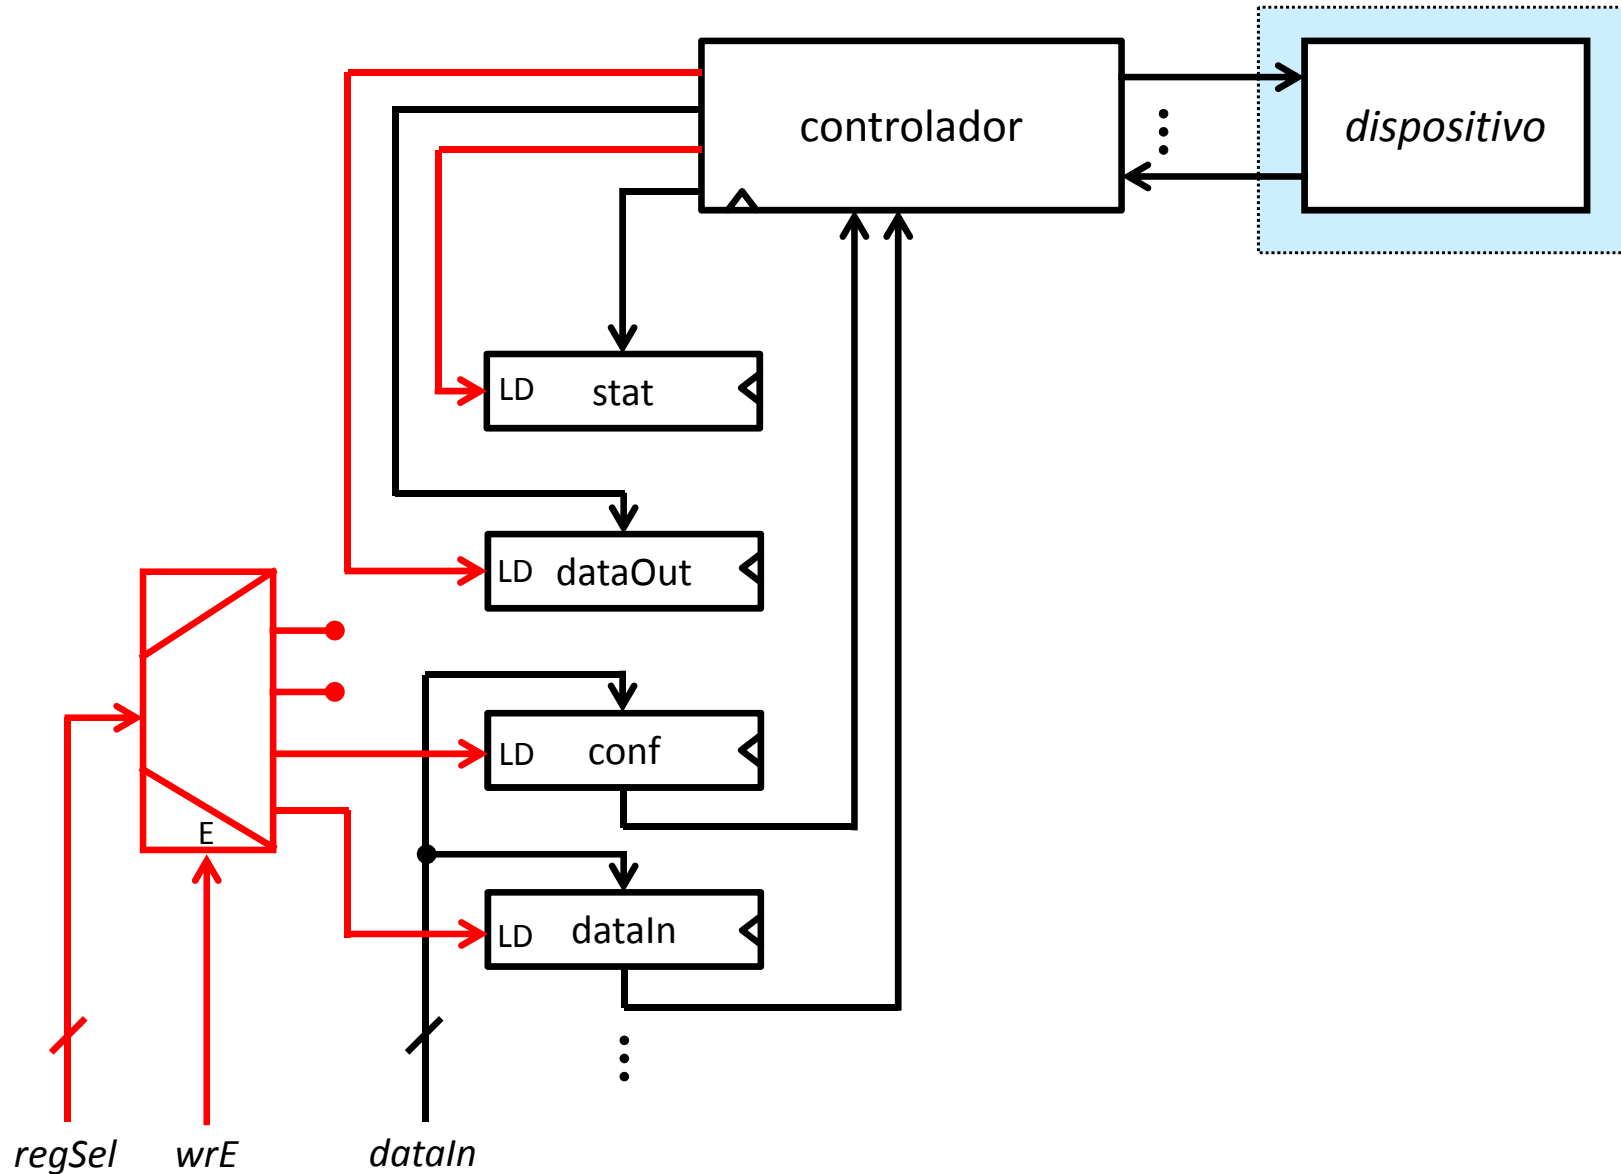 controlador
dispositivo
LD stat
LD dataOut
LD conf
E
LD dataIn
regSel wrE dataIn